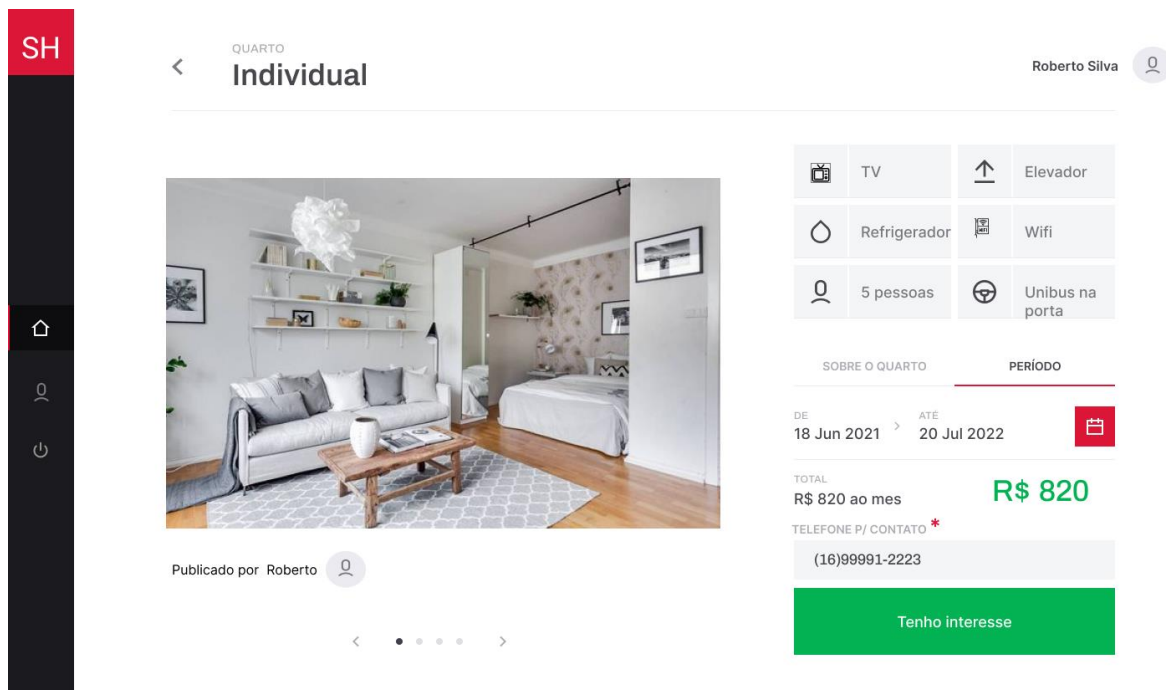 SH
QUARTO
Individual
Roberto Silva
TV
Elevador
Refrigerador
Wifi
5 pessoas
Unibus na
porta
SOBRE O QUARTO
PERÍODO
DE
ATÉ
18 Jun 2021
20 Jul 2022
TOTAL
R$ 820 ao mes
R$ 820
TELEFONE P/ CONTATO *
(16)99991-2223
Tenho interesse
Publicado por Roberto